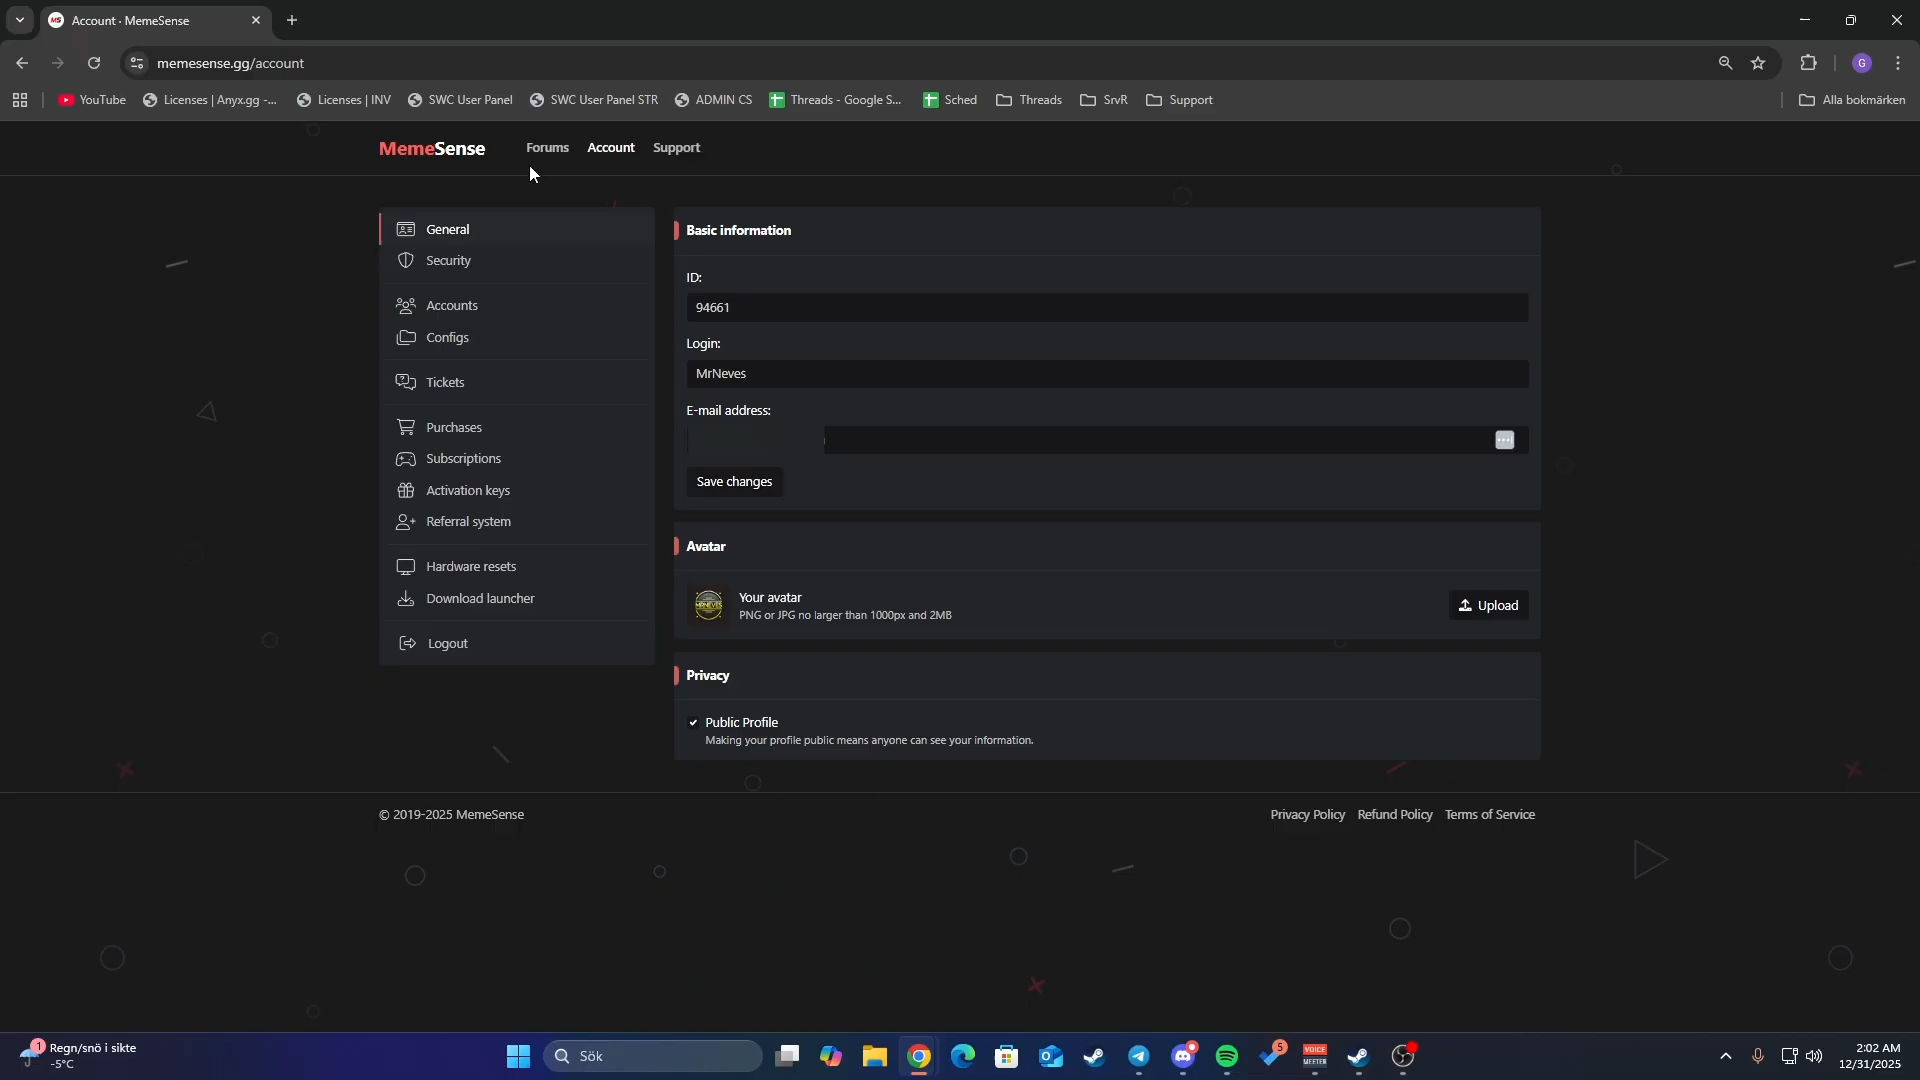 Account · MemeSense
memesense.gg/account
G
YouTube
Licenses | Anyx.gg -...
Licenses | INV
SWC User Panel
SWC User Panel STR
ADMIN CS
Threads - Google S...
Sched
Threads
SrvR
Support
Alla bokmärken
MemeSense
Forums
Account
Support
General
Security
Accounts
Configs
Tickets
Purchases
Subscriptions
Activation keys
Referral system
Hardware resets
Download launcher
Logout
Basic information
ID:
94661
Login:
MrNeves
E-mail address:
Save changes
Avatar
MRNEVES
Your avatar
PNG or JPG no larger than 1000px and 2MB
Upload
Privacy
Public Profile
Making your profile public means anyone can see your information.
© 2019-2025 MemeSense
Privacy Policy
Refund Policy
Terms of Service
1
Regn/snö i sikte
-5°C
Sök
5
VOICE
MEETER
2:02 AM
12/31/2025